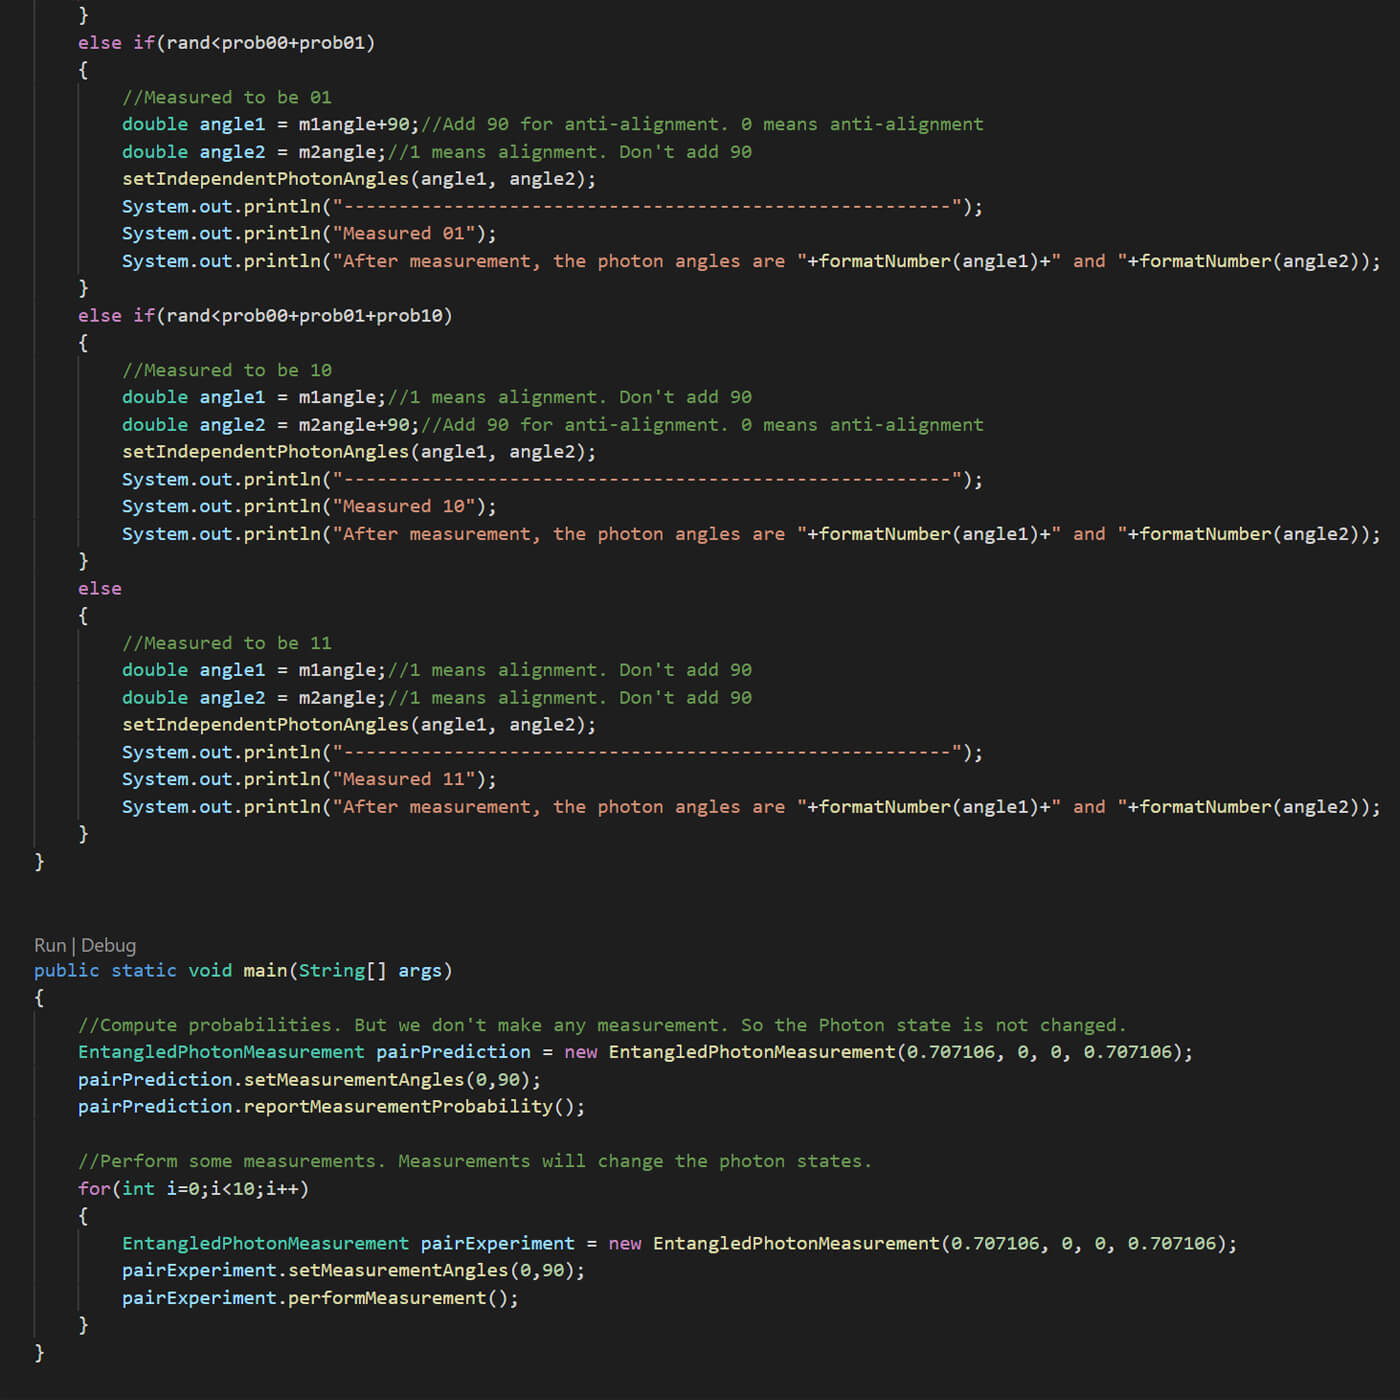 }
else if(rand<prob00+prob01)
{
//Measured to be 01
double angle1 = m1angle+90;//Add 90 for anti-alignment. 0 means anti-alignment
double angle2 = m2angle;//1 means alignment. Don't add 90
setIndependentPhotonAngles(angle1, angle2);
System.out.println("-------------------------------------------------------");
System.out.println("Measured 01");
System.out.println("After measurement, the photon angles are "+formatNumber(angle1)+" and "+formatNumber(angle2));
}
else if(rand<prob00+prob01+prob10)
{
//Measured to be 10
double angle1 = m1angle;//1 means alignment. Don't add 90
double angle2 = m2angle+90;//Add 90 for anti-alignment. 0 means anti-alignment
setIndependentPhotonAngles(angle1, angle2);
System.out.println("-------------------------------------------------------");
System.out.println("Measured 10");
System.out.println("After measurement, the photon angles are "+formatNumber(angle1)+" and "+formatNumber(angle2));
}
else
{
//Measured to be 11
double angle1 = m1angle;//1 means alignment. Don't add 90
double angle2 = m2angle;//1 means alignment. Don't add 90
setIndependentPhotonAngles(angle1, angle2);
System.out.println("-------------------------------------------------------");
System.out.println("Measured 11");
System.out.println("After measurement, the photon angles are "+formatNumber(angle1)+" and "+formatNumber(angle2));
}
}
Run | Debug
public static void main(String[] args)
{
//Compute probabilities. But we don't make any measurement. So the Photon state is not changed.
EntangledPhotonMeasurement pairPrediction = new EntangledPhotonMeasurement(0.707106, 0, 0, 0.707106);
pairPrediction.setMeasurementAngles(0,90);
pairPrediction.reportMeasurementProbability();
//Perform some measurements. Measurements will change the photon states.
for(int i=0;i<10;i++)
{
EntangledPhotonMeasurement pairExperiment = new EntangledPhotonMeasurement(0.707106, 0, 0, 0.707106);
pairExperiment.setMeasurementAngles(0,90);
pairExperiment.performMeasurement();
}
}